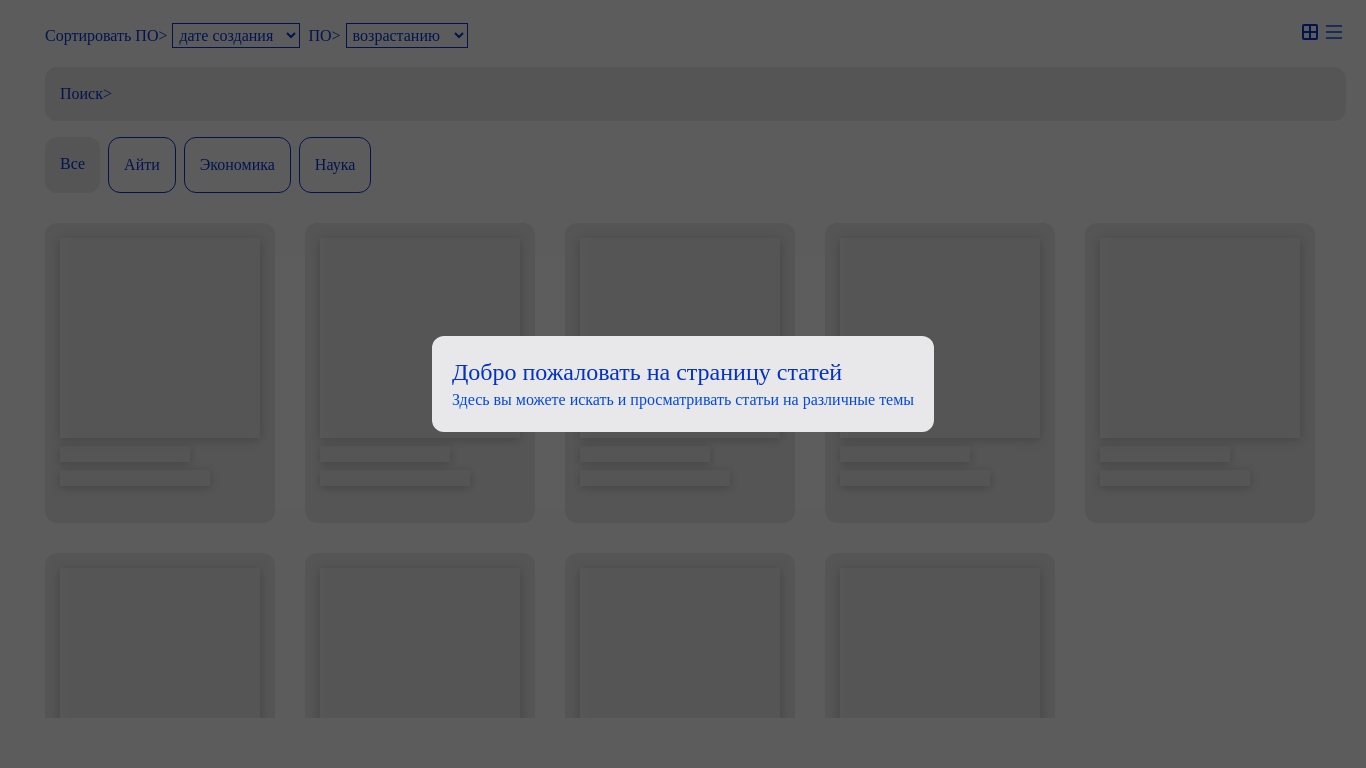 Сортировать ПО> дате создания ПО> возрастанию
Поиск>
Все Айти Экономика Наука
Добро пожаловать на страницу статей
Здесь вы можете искать и просматривать статьи на различные темы